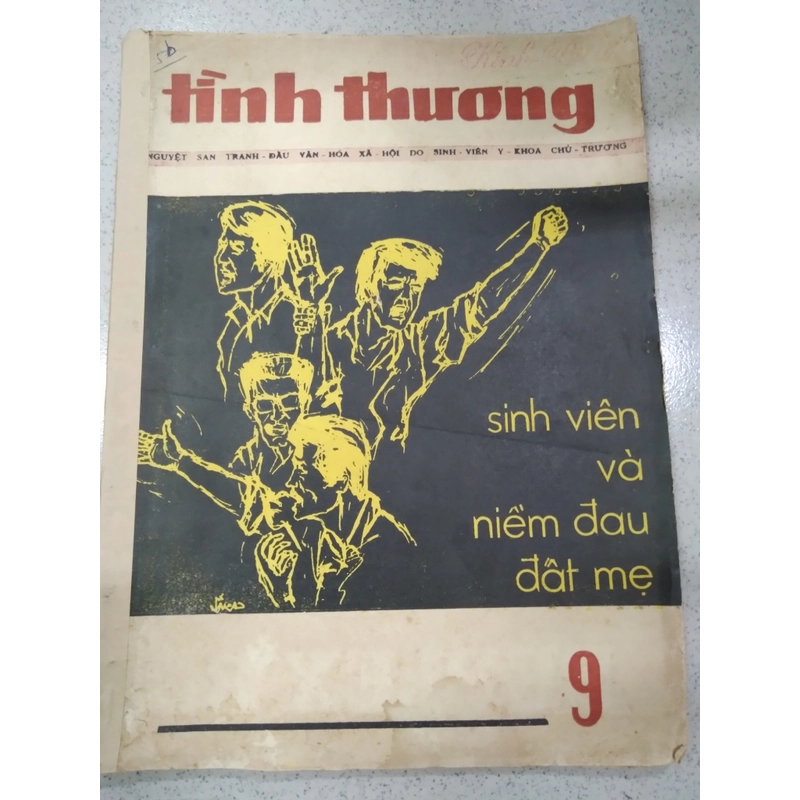 5b
tình thương
NGUYỆT SAN TRANH - ĐẤU VĂN - HÓA XÃ - HỘI DO SINH - VIÊN Y - KHOA CHỦ - TRƯƠNG
sinh viên
và
niềm đau
đất mẹ
9